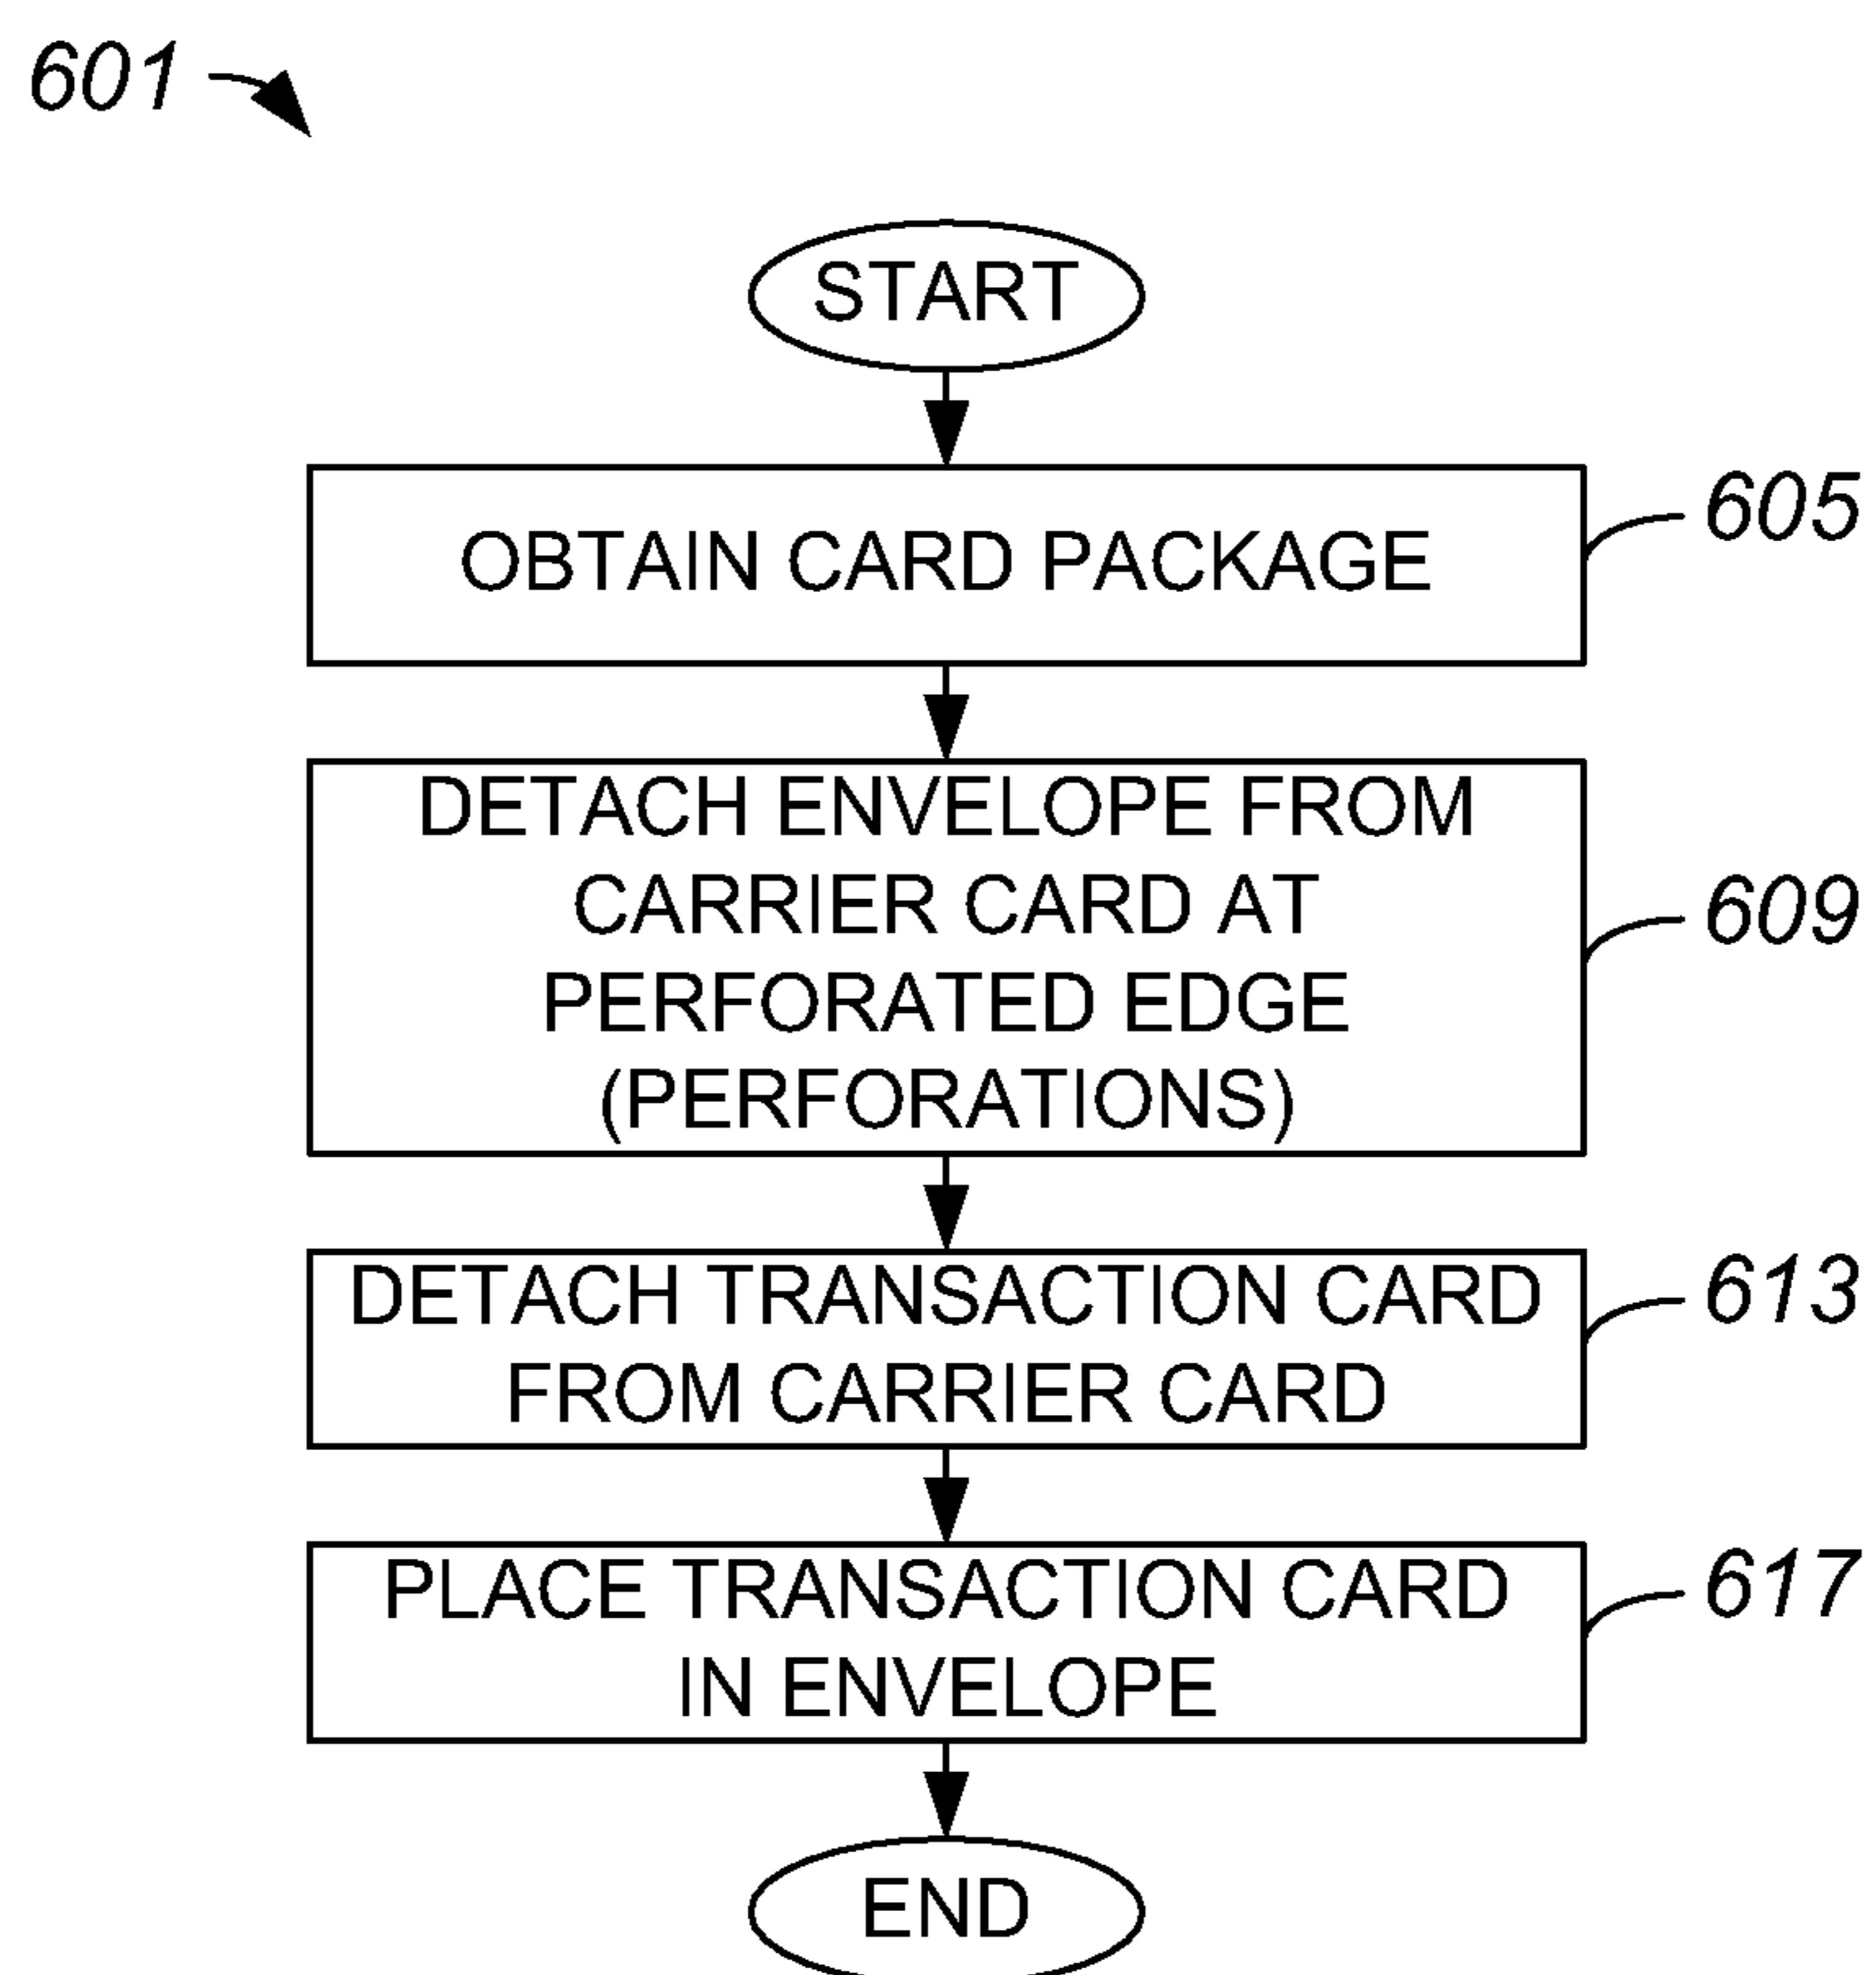 601
START
OBTAIN CARD PACKAGE
605
DETACH ENVELOPE FROM
CARRIER CARD AT
PERFORATED EDGE
(PERFORATIONS)
609
DETACH TRANSACTION CARD
FROM CARRIER CARD
613
PLACE TRANSACTION CARD
IN ENVELOPE
617
END